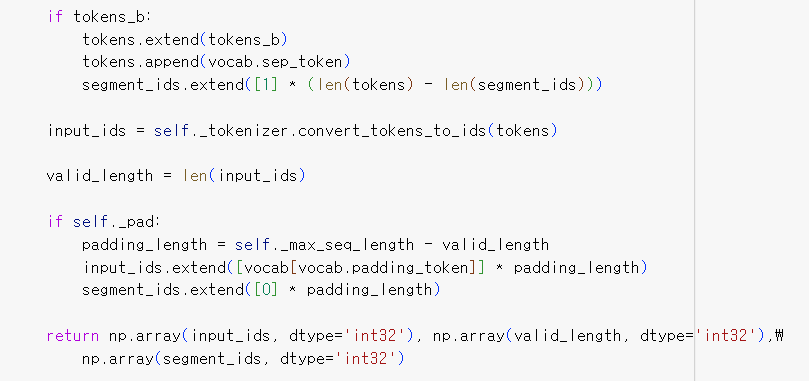 if tokens_b:
    tokens.extend(tokens_b)
    tokens.append(vocab.sep_token)
    segment_ids.extend([1] * (len(tokens) - len(segment_ids)))
input_ids = self._tokenizer.convert_tokens_to_ids(tokens)
valid_length = len(input_ids)
if self._pad:
    padding_length = self._max_seq_length - valid_length
    input_ids.extend([vocab[vocab.padding_token]] * padding_length)
    segment_ids.extend([0] * padding_length)
return np.array(input_ids, dtype='int32'), np.array(valid_length, dtype='int32'),₩
    np.array(segment_ids, dtype='int32')